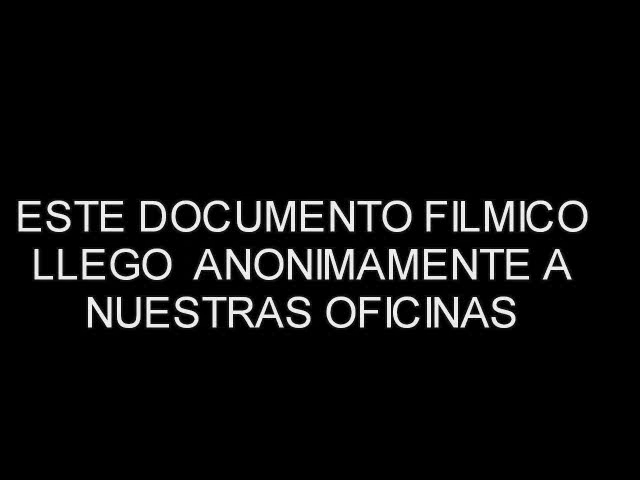 ESTE DOCUMENTO FILMICO
LLEGO ANONIMAMENTE A
NUESTRAS OFICINAS